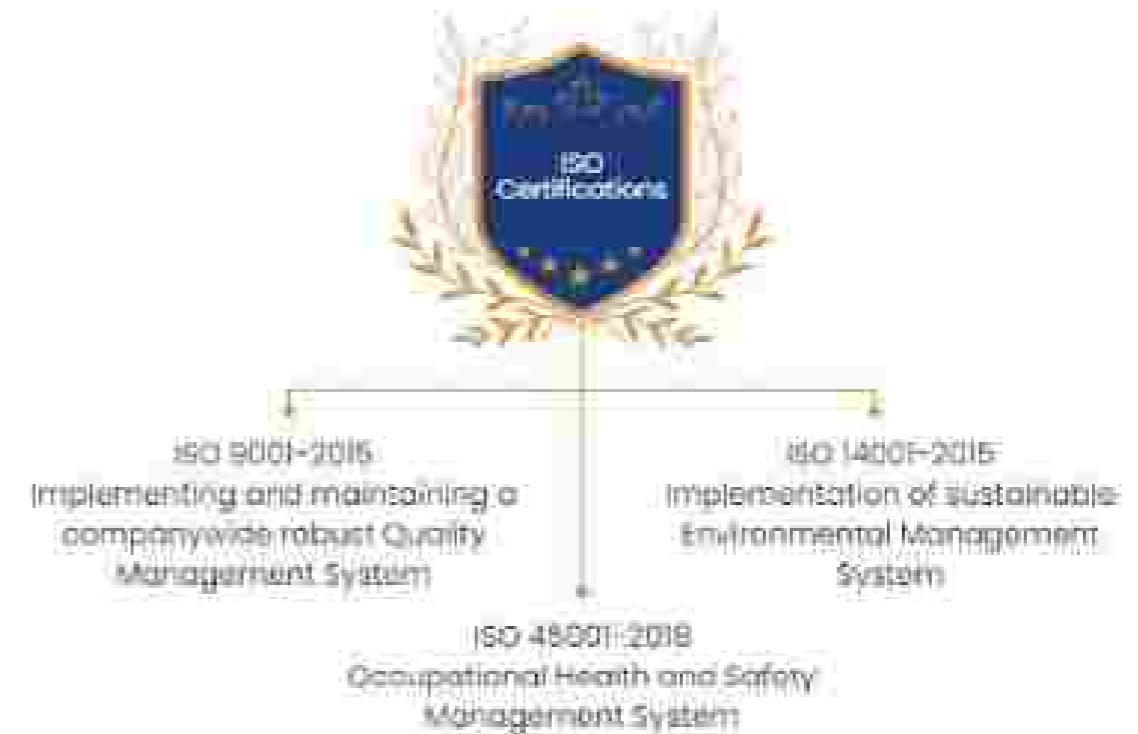 ISO
Certifications
ISO 9001-2015
Implementing and maintaining a
companywide robust Quality
Management System
ISO 14001-2015
Implementation of sustainable
Environmental Management
System
ISO 45001-2018
Occupational Health and Safety
Management System